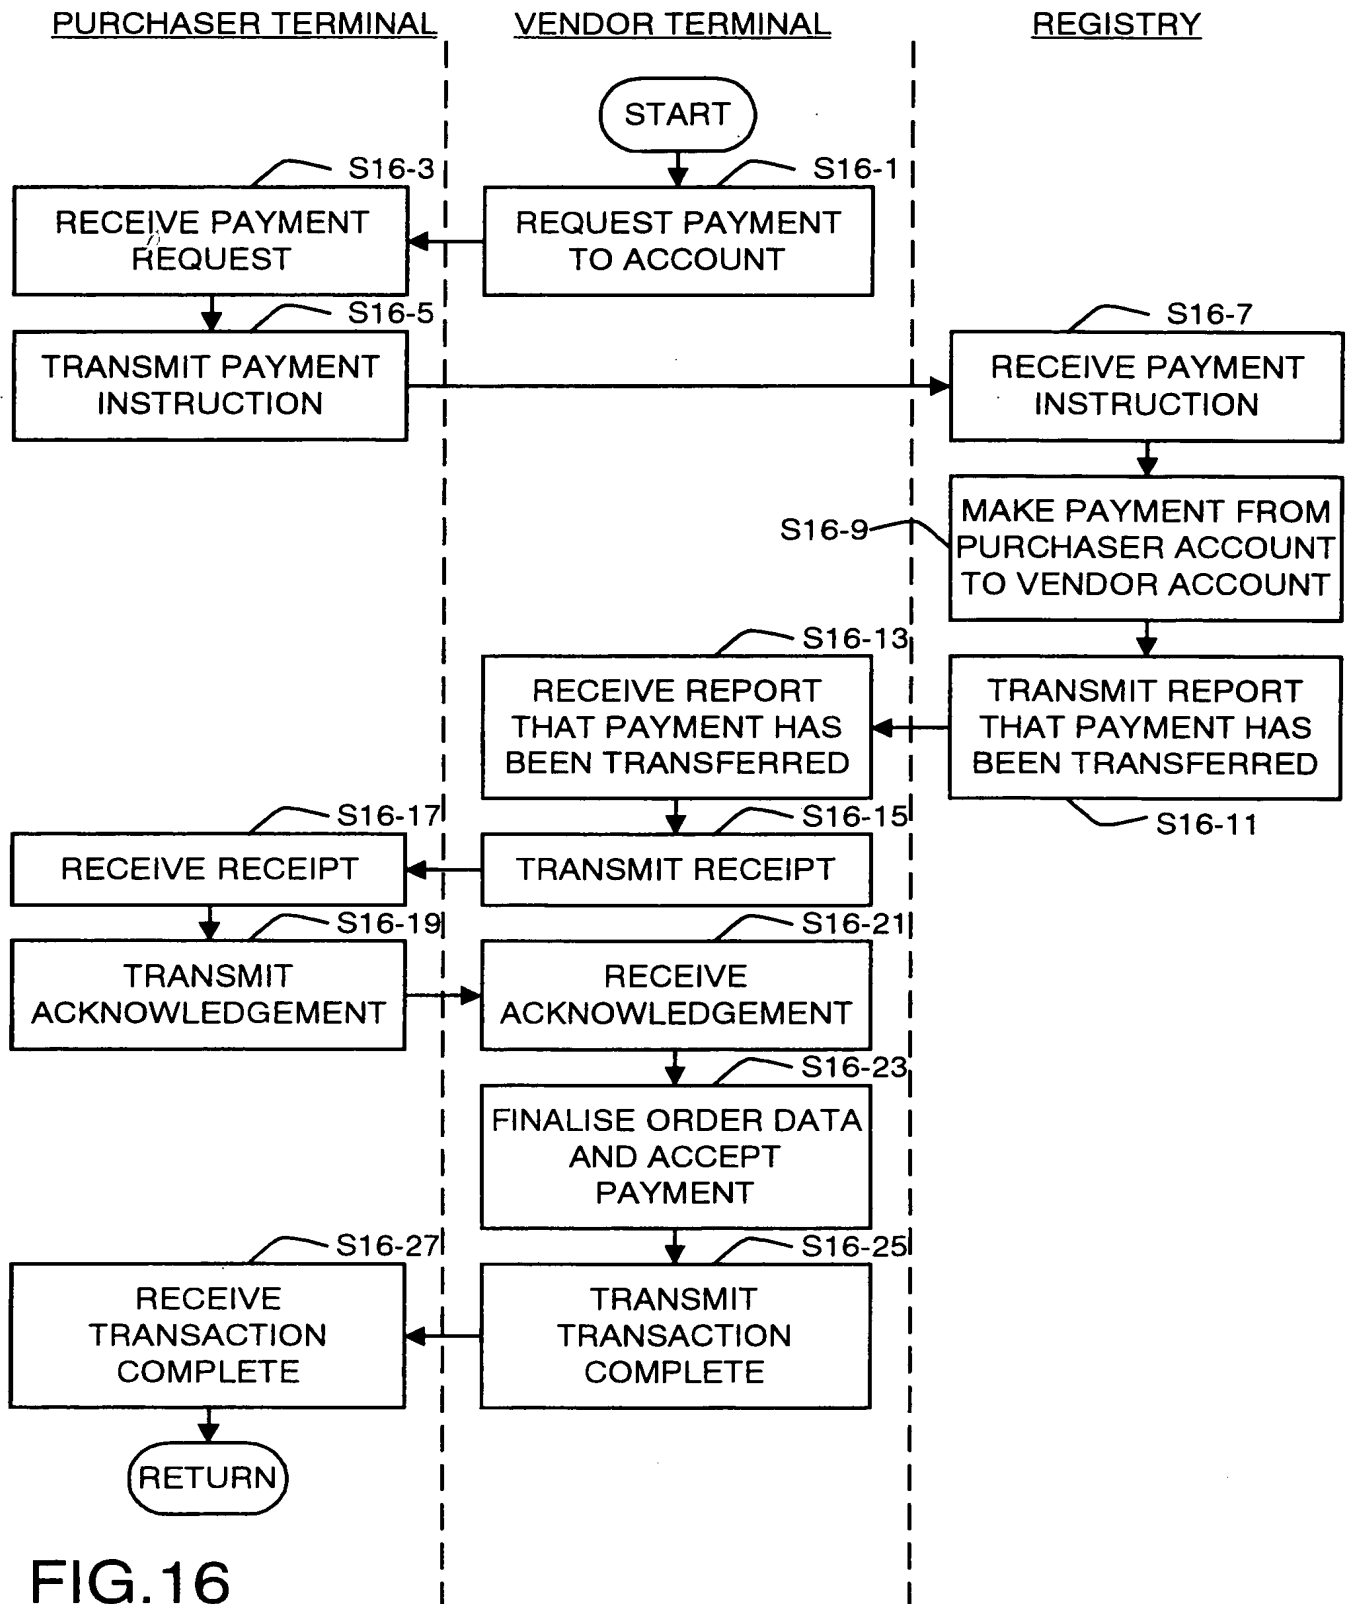 PURCHASER TERMINAL
VENDOR TERMINAL
REGISTRY
START
S16-3
S16-1
RECEIVE PAYMENT
REQUEST
REQUEST PAYMENT
TO ACCOUNT
S16-5
S16-7
TRANSMIT PAYMENT
INSTRUCTION
RECEIVE PAYMENT
INSTRUCTION
S16-9
MAKE PAYMENT FROM
PURCHASER ACCOUNT
TO VENDOR ACCOUNT
S16-13
RECEIVE REPORT
THAT PAYMENT HAS
BEEN TRANSFERRED
TRANSMIT REPORT
THAT PAYMENT HAS
BEEN TRANSFERRED
S16-11
S16-17
S16-15
RECEIVE RECEIPT
TRANSMIT RECEIPT
S16-19
S16-21
TRANSMIT
ACKNOWLEDGEMENT
RECEIVE
ACKNOWLEDGEMENT
S16-23
FINALISE ORDER DATA
AND ACCEPT
PAYMENT
S16-27
S16-25
RECEIVE
TRANSACTION
COMPLETE
TRANSMIT
TRANSACTION
COMPLETE
RETURN
FIG.16